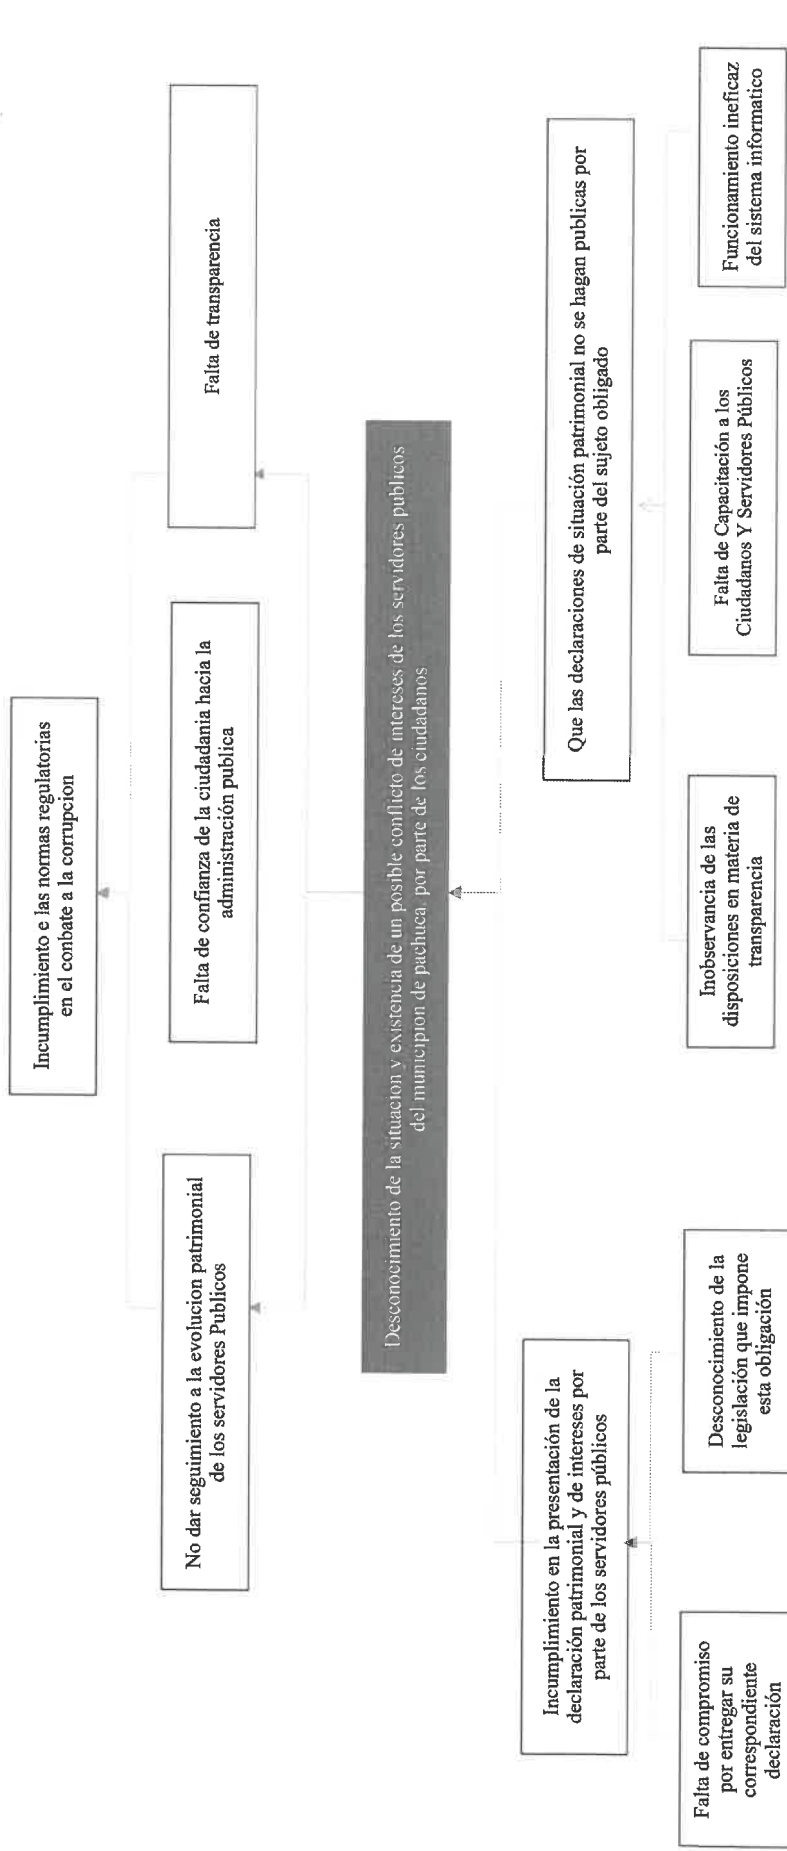 Incumplimiento e las normas regulatorias
en el conbate a la corrupcion
No dar seguimiento a la evolucion patrimonial
de los servidores Publicos
Falta de confianza de la ciudadania hacia la
administración publica
Falta de transparencia
Desconocimiento de la situacion y existencia de un posible conflicto de intereses de los servidores publicos
del municipion de pachuca, por parte de los ciudadanos
Incumplimiento en la presentación de la
declaración patrimonial y de intereses por
parte de los servidores públicos
Que las declaraciones de situación patrimonial no se hagan publicas por
parte del sujeto obligado
Falta de compromiso
por entregar su
correspondiente
declaración
Desconocimiento de la
legislación que impone
esta obligación
Inobservancia de las
disposiciones en materia de
transparencia
Falta de Capacitación a los
Ciudadanos Y Servidores Públicos
Funcionamiento ineficaz
del sistema informatico